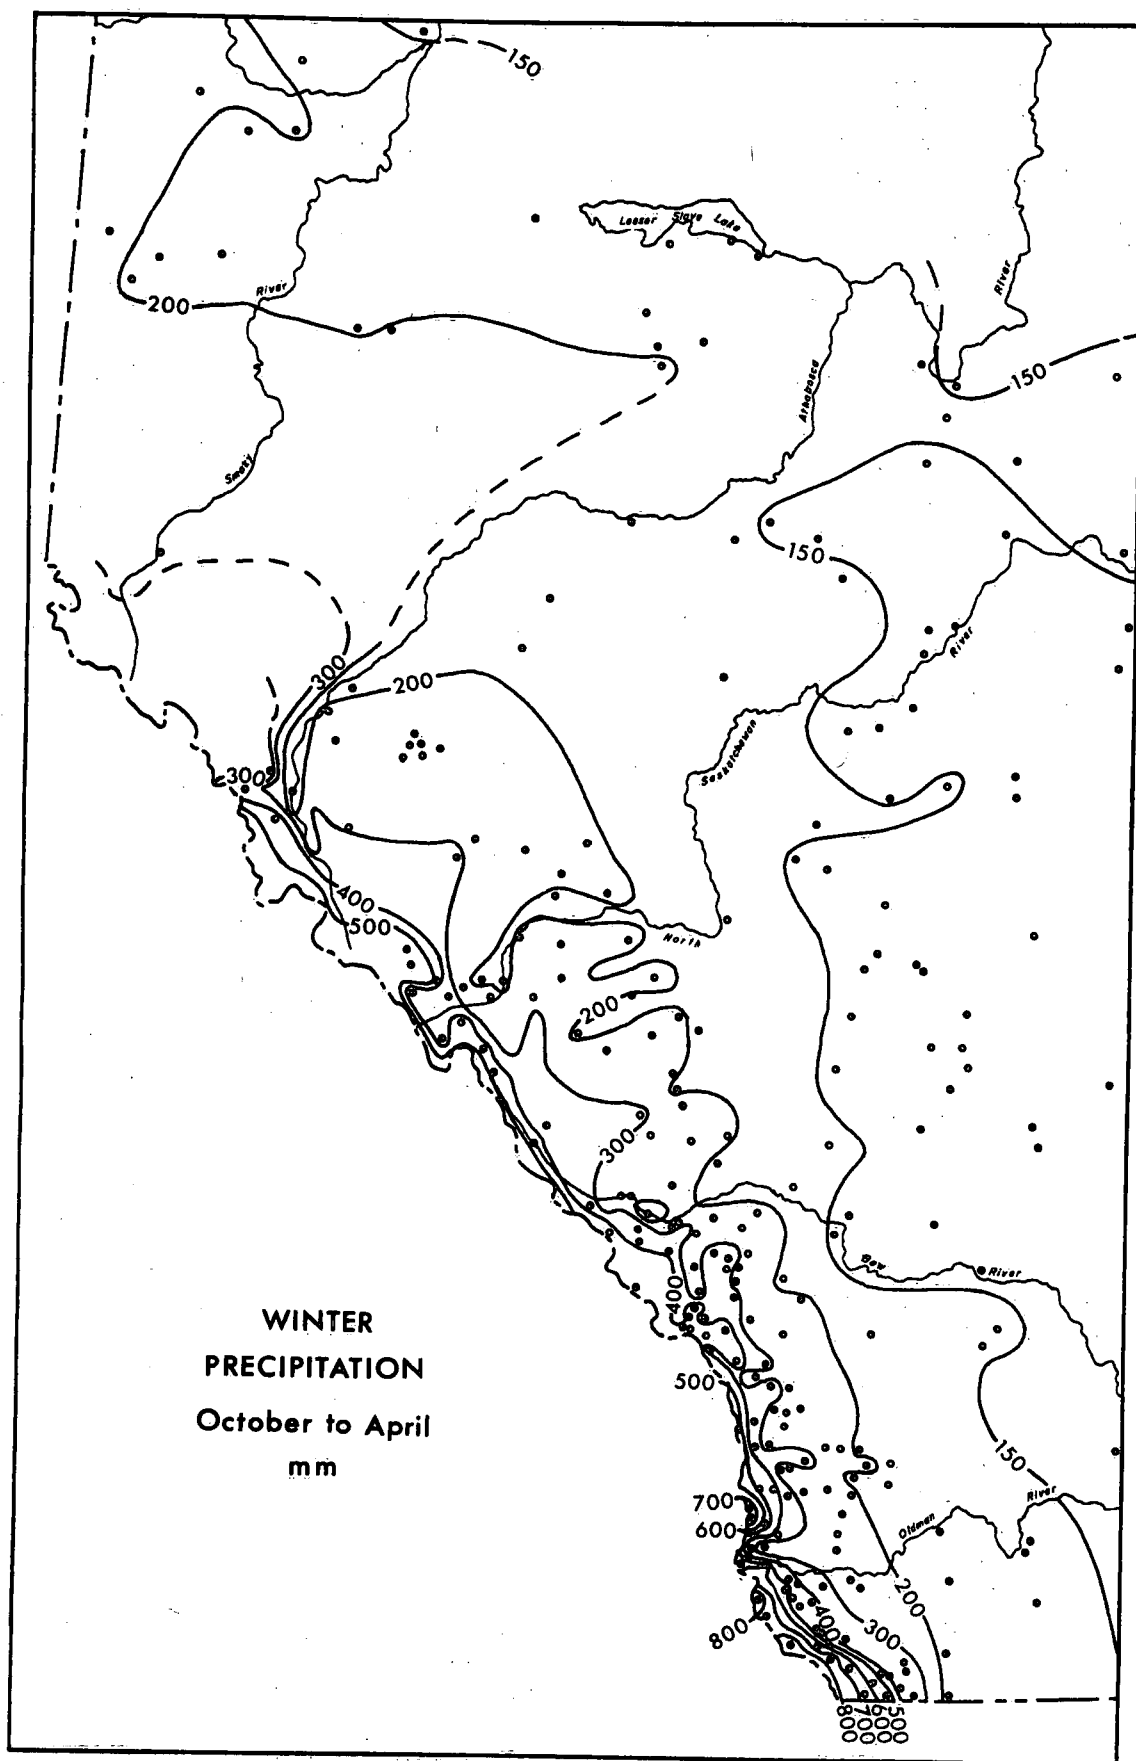 150
Lesser Slave Lake
River
200
River
150
Athabasca
Smoky
150
River
300
200
Saskatchewan
300
400
500
North
200
300
Bow
River
400
WINTER
PRECIPITATION
October to April
mm
500
150
700
River
600
Oldman
200
400
300
800
800
700
600
500